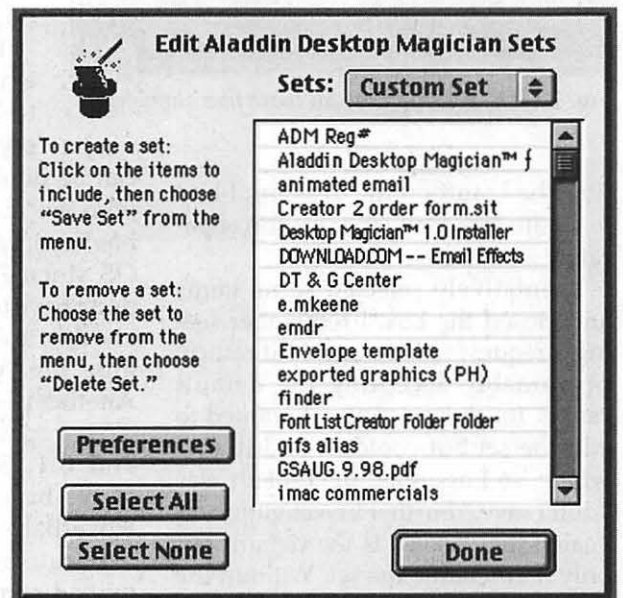 Edit Aladdin Desktop Magician Sets
Sets: Custom Set
To create a set:
Click on the items to
include, then choose
“Save Set” from the
menu.
To remove a set:
Choose the set to
remove from the
menu, then choose
“Delete Set.”
Preferences
Select All
Select None
ADM Reg#
Aladdin Desktop Magician™ ƒ
animated email
Creator 2 order form.sit
Desktop Magician™ 1.0 Installer
DOWNLOAD.COM -- Email Effects
DT & G Center
e.mkeene
emdr
Envelope template
exported graphics (PH)
finder
Font List Creator Folder Folder
gifs alias
GSAUG.9.98.pdf
imac commercials
Done